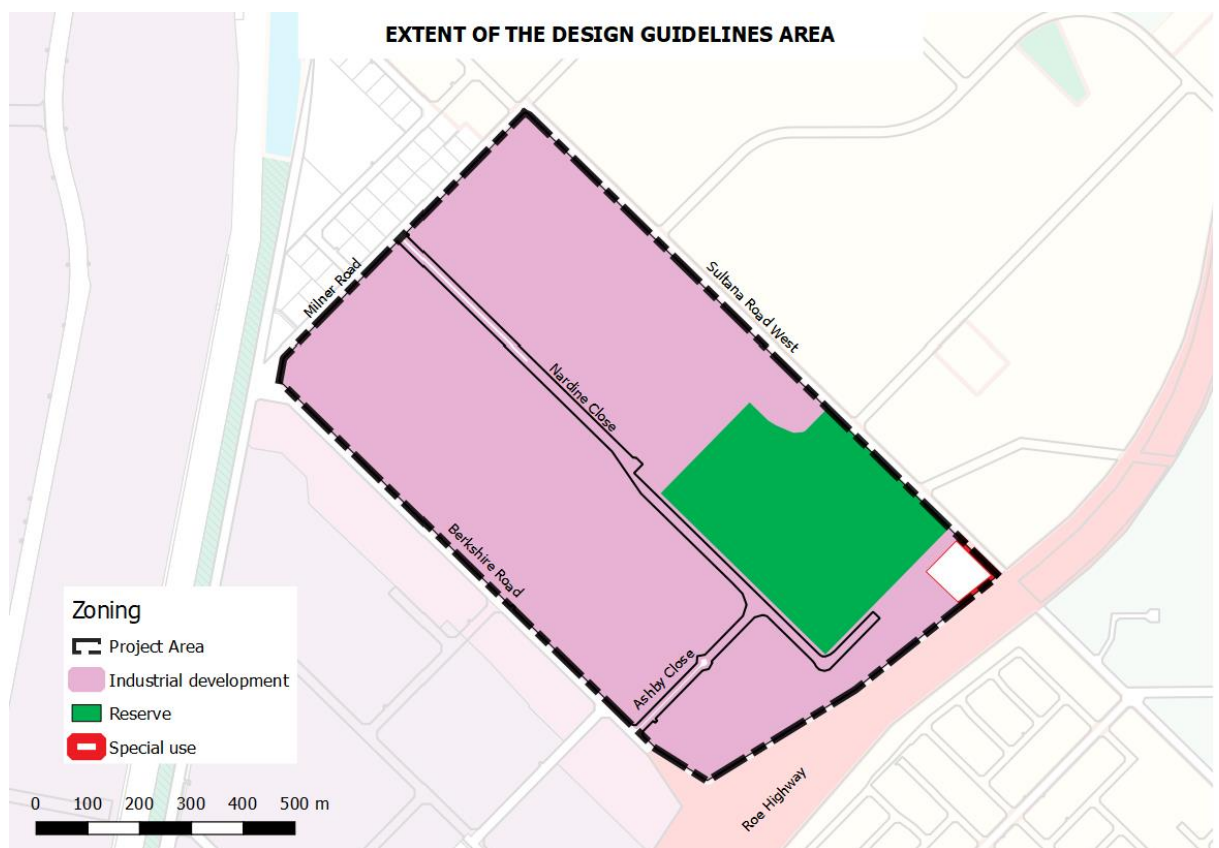 EXTENT OF THE DESIGN GUIDELINES AREA
Milner Road
Sultana Road West
Nardine Close
Berkshire Road
Ashby Close
Roe Highway
Zoning
Project Area
Industrial development
Reserve
Special use
0 100 200 300 400 500 m